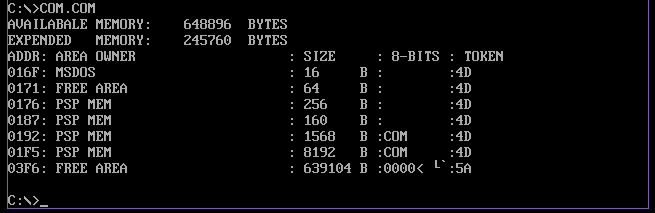 C:\>COM.COM
AVAILABALE MEMORY:    648896  BYTES
EXPENDED   MEMORY:    245760  BYTES
ADDR: AREA OWNER                    : SIZE     : 8-BITS : TOKEN
016F: MSDOS                         : 16     B :        :4D
0171: FREE AREA                     : 64     B :        :4D
0176: PSP MEM                       : 256    B :        :4D
0187: PSP MEM                       : 160    B :        :4D
0192: PSP MEM                       : 1568   B :COM     :4D
01F5: PSP MEM                       : 8192   B :COM     :4D
03F6: FREE AREA                     : 639104 B :0000< └`:5A
C:\>_